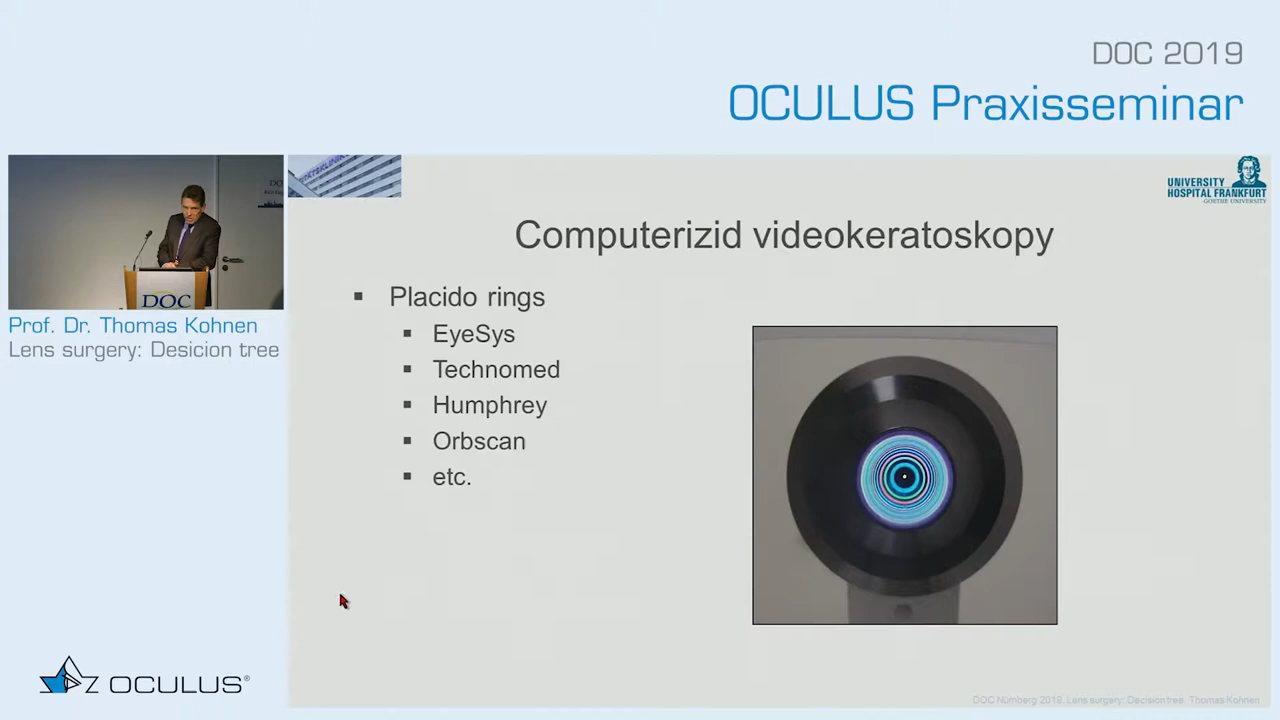 DOC 2019
OCULUS Praxisseminar
UNIVERSITY
HOSPITAL FRANKFURT
GOETHE UNIVERSITY
Computerizid videokeratoskopy
DOC
Prof. Dr. Thomas Kohnen
Lens surgery: Desicion tree
▪ Placido rings
▪ EyeSys
▪ Technomed
▪ Humphrey
▪ Orbscan
▪ etc.
OCULUS®
DOC Nürnberg 2019. Lens surgery: Decision tree. Thomas Kohnen